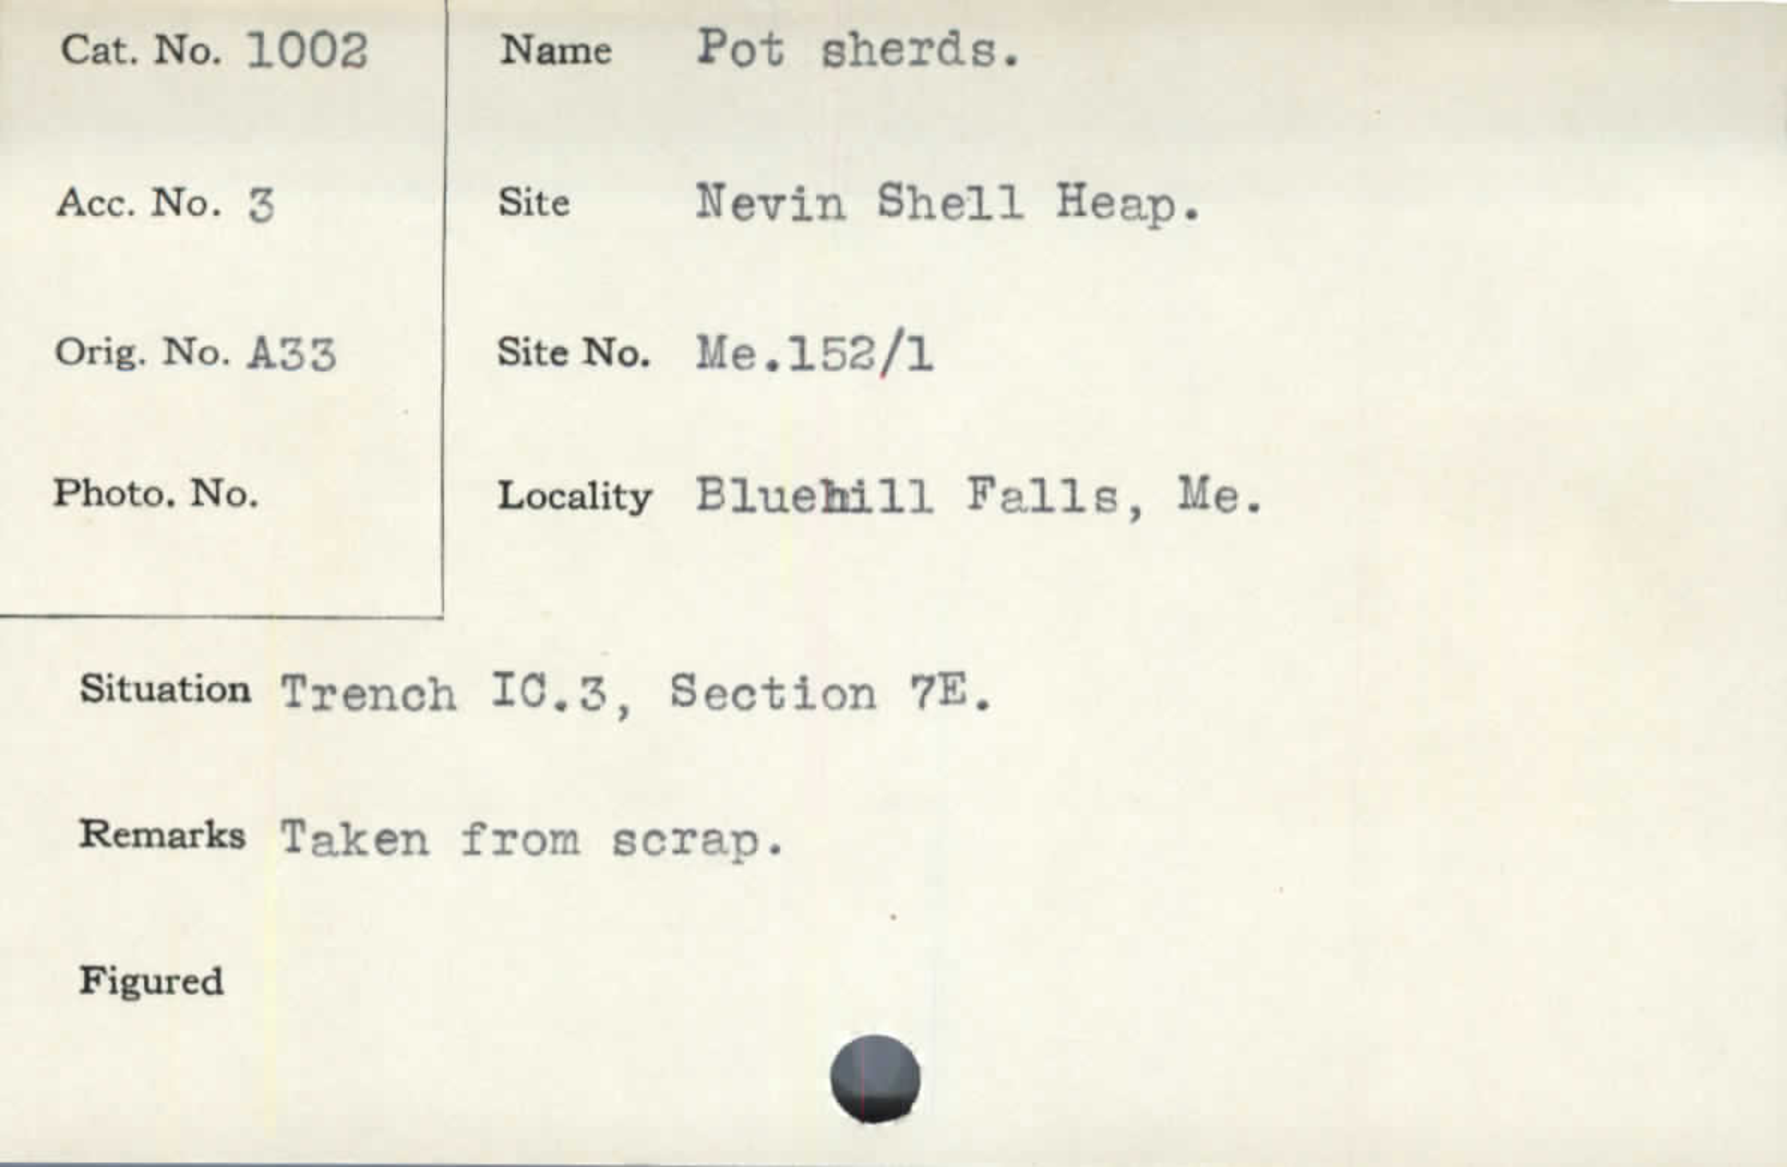 Cat. No. 1002
Name Pot sherds.
Acc. No. 3
Site Nevin Shell Heap.
Orig. No. A33
Site No. Me.152/1
Photo. No.
Locality Bluehill Falls, Me.
Situation Trench IC.3, Section 7E.
Remarks Taken from scrap.
Figured